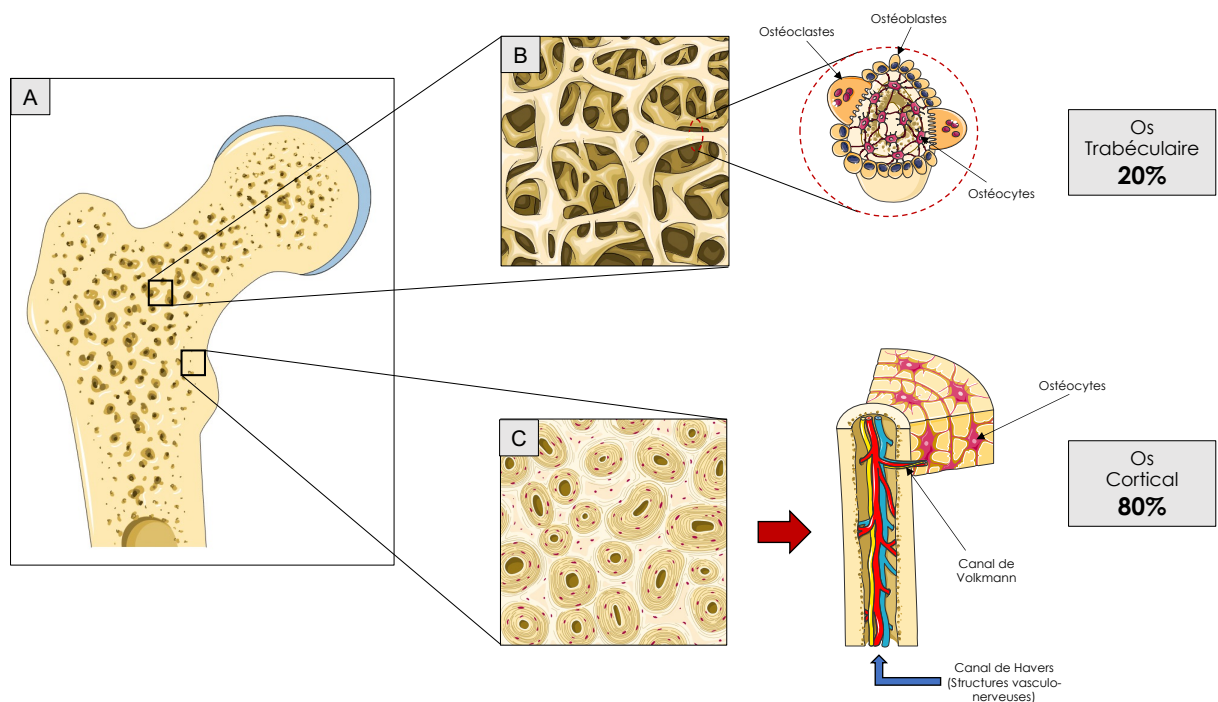 A
B
Ostéoclastes
Ostéoblastes
Ostéocytes
Os
Trabéculaire
20%
C
Ostéocytes
Canal de
Volkmann
Canal de Havers
(Structures vasculo-
nerveuses)
Os
Cortical
80%